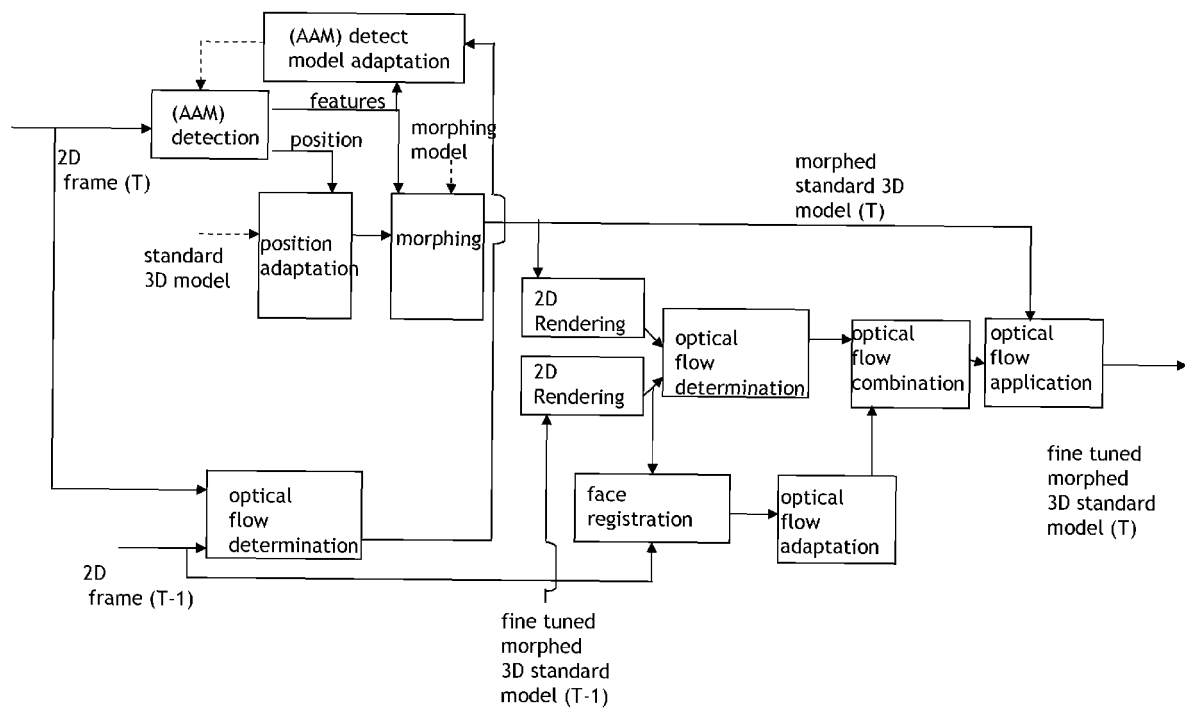 (AAM) detect
model adaptation
(AAM)
detection
features
position
morphing
model
2D
frame (T)
morphed
standard 3D
model (T)
standard
3D model
position
adaptation
morphing
2D
Rendering
2D
Rendering
optical
flow
determination
optical
flow
combination
optical
flow
application
optical
flow
determination
face
registration
optical
flow
adaptation
fine tuned
morphed
3D standard
model (T)
2D
frame (T-1)
fine tuned
morphed
3D standard
model (T-1)